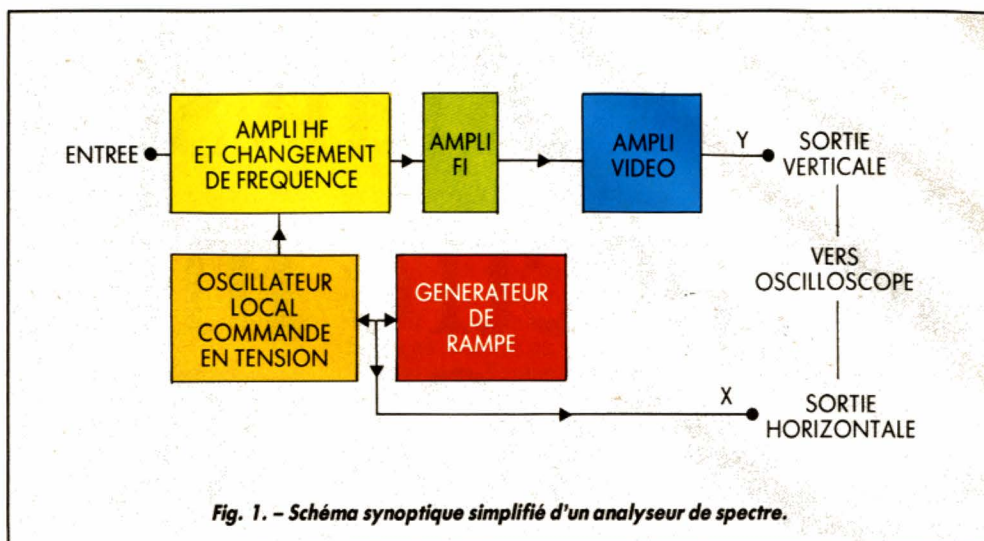 ENTREE
AMPLI HF
ET CHANGEMENT
DE FREQUENCE
AMPLI
FI
AMPLI
VIDEO
Y
SORTIE
VERTICALE
OSCILLATEUR
LOCAL
COMMANDE
EN TENSION
GENERATEUR
DE
RAMPE
VERS
OSCILLOSCOPE
X
SORTIE
HORIZONTALE
Fig. 1. – Schéma synoptique simplifié d'un analyseur de spectre.